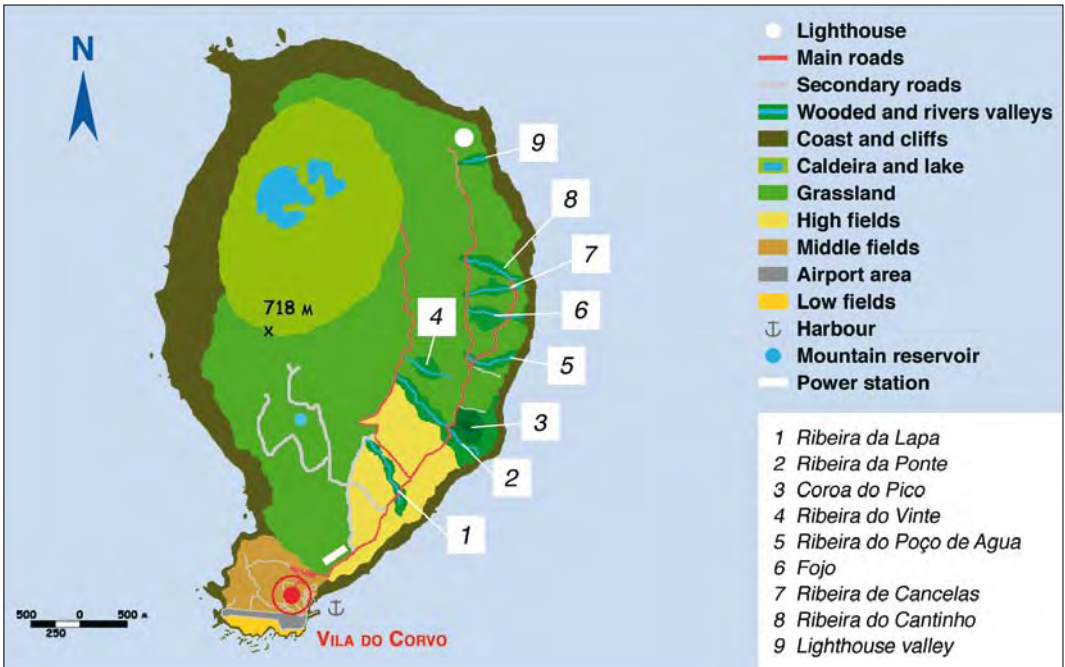 N
Lighthouse
Main roads
Secondary roads
Wooded and rivers valleys
Coast and cliffs
Caldeira and lake
Grassland
High fields
Middle fields
Airport area
Low fields
Harbour
Mountain reservoir
Power station
9
8
7
718 M
x
4
6
5
3
2
1
500 0 500 M
250
VILA DO CORVO
1 Ribeira da Lapa
2 Ribeira da Ponte
3 Coroa do Pico
4 Ribeira do Vinte
5 Ribeira do Poço de Agua
6 Fojo
7 Ribeira de Cancelas
8 Ribeira do Cantinho
9 Lighthouse valley